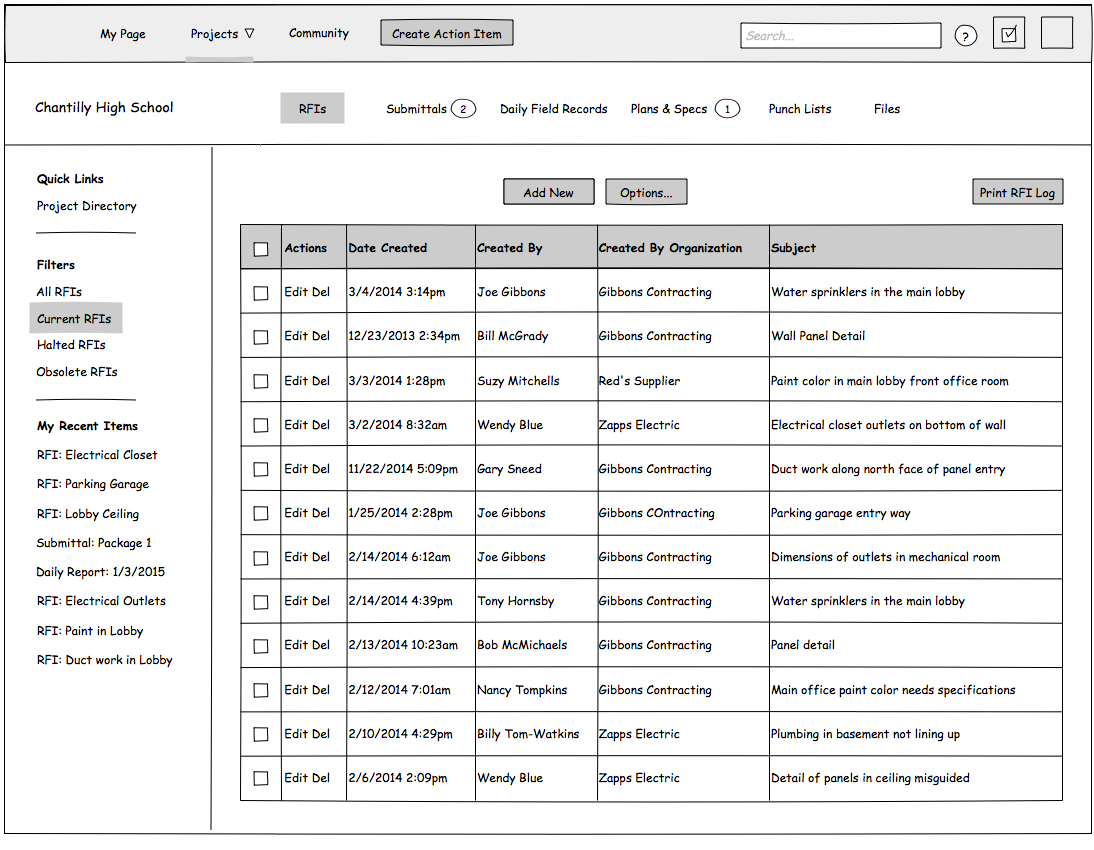 My Page Projects ▽ Community Create Action Item Search... ?
Chantilly High School RFIs Submittals 2 Daily Field Records Plans & Specs 1 Punch Lists Files
Quick Links
Project Directory
Filters
All RFIs
Current RFIs
Halted RFIs
Obsolete RFIs
My Recent Items
RFI: Electrical Closet
RFI: Parking Garage
RFI: Lobby Ceiling
Submittal: Package 1
Daily Report: 1/3/2015
RFI: Electrical Outlets
RFI: Paint in Lobby
RFI: Duct work in Lobby
Add New Options... Print RFI Log
Actions Date Created Created By Created By Organization Subject
Edit Del 3/4/2014 3:14pm Joe Gibbons Gibbons Contracting Water sprinklers in the main lobby
Edit Del 12/23/2013 2:34pm Bill McGrady Gibbons Contracting Wall Panel Detail
Edit Del 3/3/2014 1:28pm Suzy Mitchells Red's Supplier Paint color in main lobby front office room
Edit Del 3/2/2014 8:32am Wendy Blue Zapps Electric Electrical closet outlets on bottom of wall
Edit Del 11/22/2014 5:09pm Gary Sneed Gibbons Contracting Duct work along north face of panel entry
Edit Del 1/25/2014 2:28pm Joe Gibbons Gibbons COntracting Parking garage entry way
Edit Del 2/14/2014 6:12am Joe Gibbons Gibbons Contracting Dimensions of outlets in mechanical room
Edit Del 2/14/2014 4:39pm Tony Hornsby Gibbons Contracting Water sprinklers in the main lobby
Edit Del 2/13/2014 10:23am Bob McMichaels Gibbons Contracting Panel detail
Edit Del 2/12/2014 7:01am Nancy Tompkins Gibbons Contracting Main office paint color needs specifications
Edit Del 2/10/2014 4:29pm Billy Tom-Watkins Zapps Electric Plumbing in basement not lining up
Edit Del 2/6/2014 2:09pm Wendy Blue Zapps Electric Detail of panels in ceiling misguided